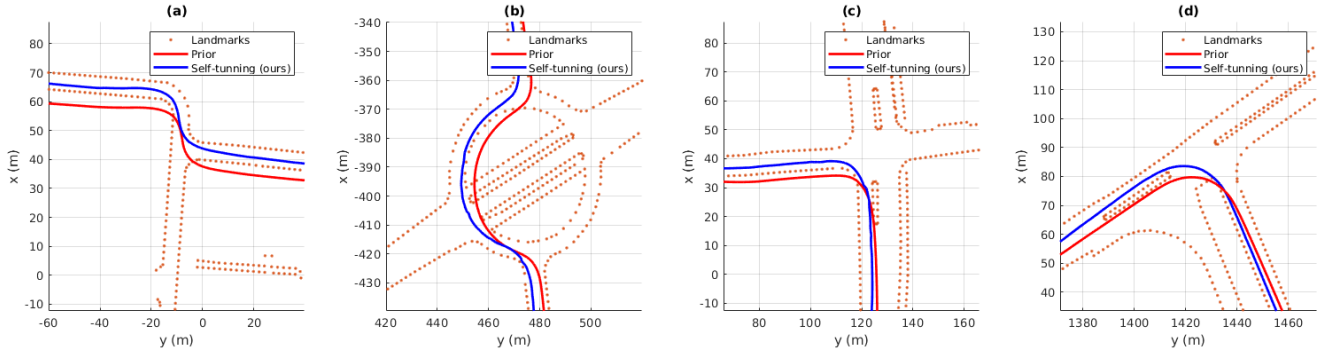 (a)
Landmarks
Prior
Self-tunning (ours)
80
70
60
50
40
30
20
10
0
-10
x (m)
-60
-40
-20
0
20
y (m)
(b)
Landmarks
Prior
Self-tunning (ours)
-340
-350
-360
-370
-380
-390
-400
-410
-420
-430
x (m)
420
440
460
480
500
520
y (m)
(c)
Landmarks
Prior
Self-tunning (ours)
80
70
60
50
40
30
20
10
0
-10
x (m)
80
100
120
140
160
y (m)
(d)
Landmarks
Prior
Self-tunning (ours)
130
120
110
100
90
80
70
60
50
40
x (m)
1380
1400
1420
1440
1460
y (m)